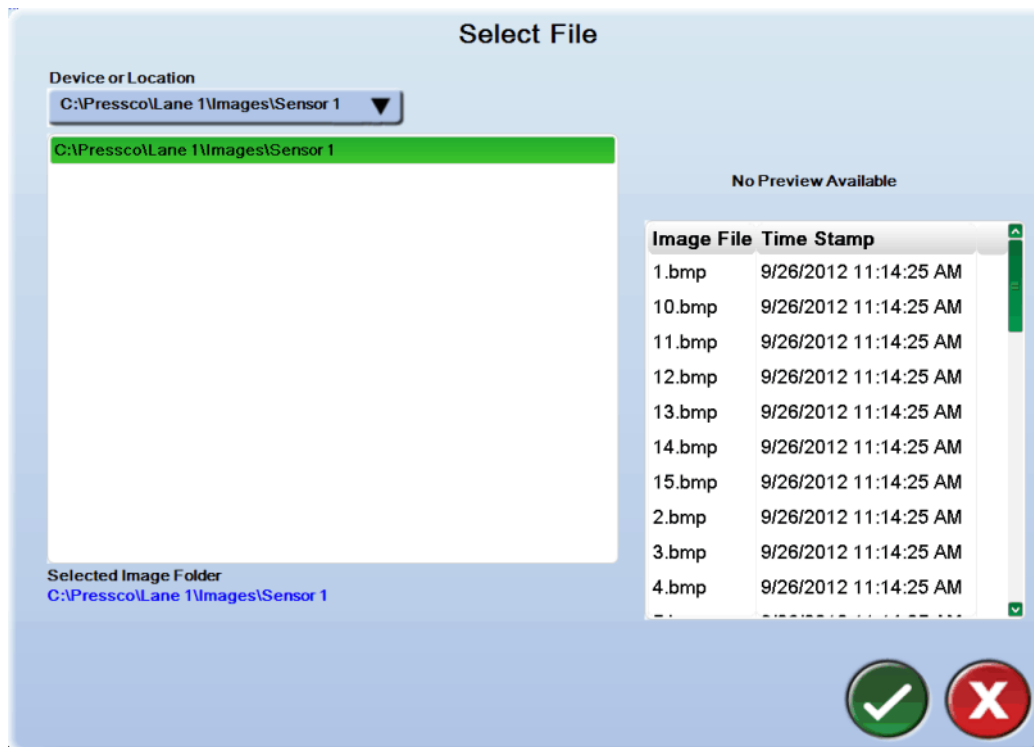 Select File
Device or Location
C:\Pressco\Lane 1\Images\Sensor 1
C:\Pressco\Lane 1\Images\Sensor 1
No Preview Available
Image File Time Stamp
1.bmp 9/26/2012 11:14:25 AM
10.bmp 9/26/2012 11:14:25 AM
11.bmp 9/26/2012 11:14:25 AM
12.bmp 9/26/2012 11:14:25 AM
13.bmp 9/26/2012 11:14:25 AM
14.bmp 9/26/2012 11:14:25 AM
15.bmp 9/26/2012 11:14:25 AM
2.bmp 9/26/2012 11:14:25 AM
3.bmp 9/26/2012 11:14:25 AM
4.bmp 9/26/2012 11:14:25 AM
Selected Image Folder
C:\Pressco\Lane 1\Images\Sensor 1